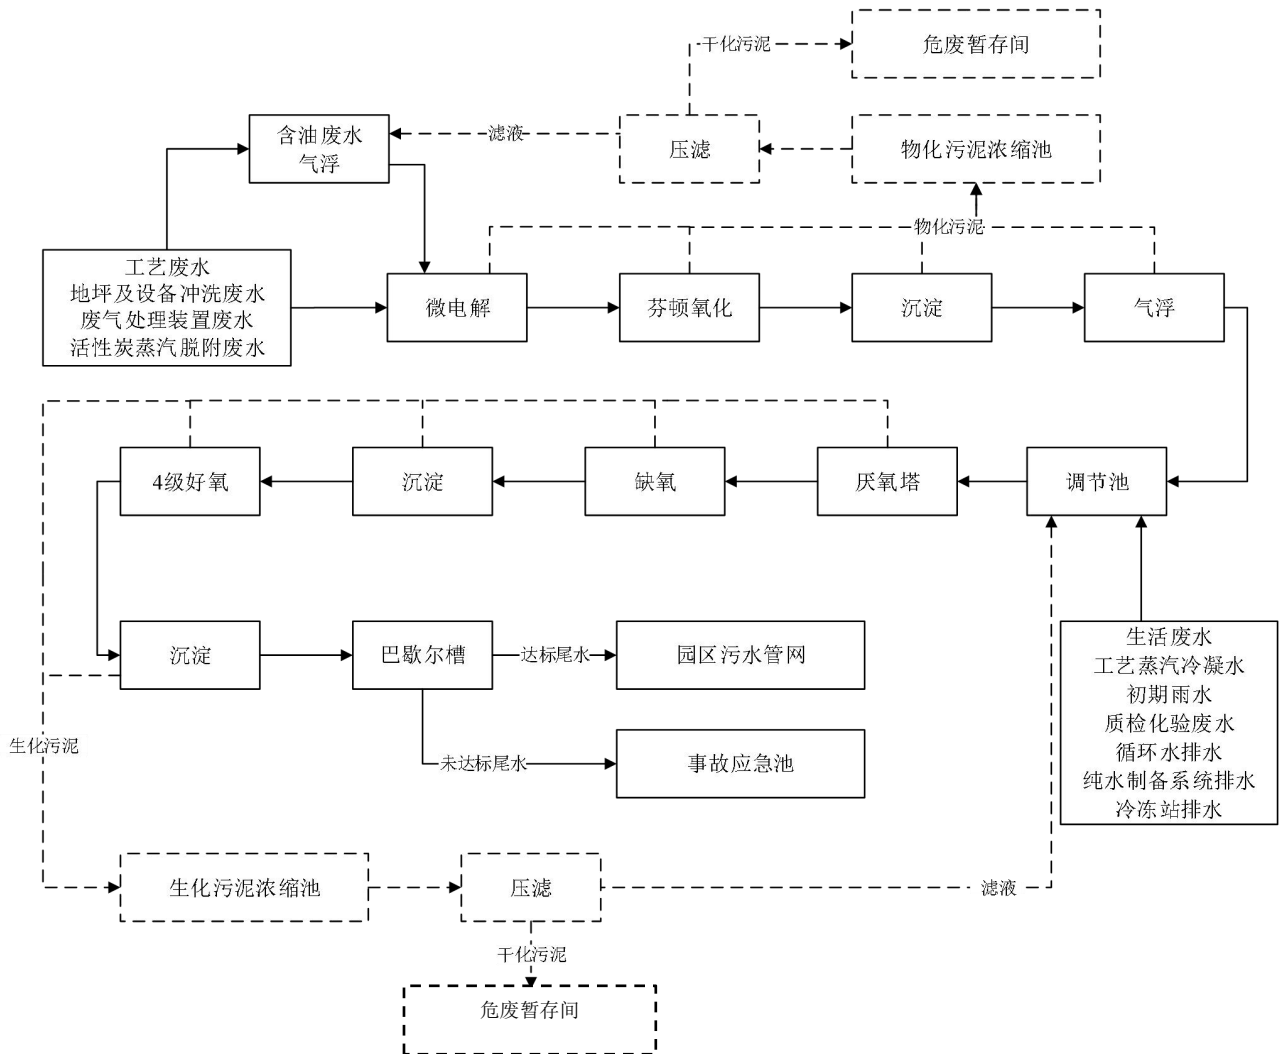 干化污泥
危废暂存间
含油废水
气浮
滤液
压滤
物化污泥浓缩池
物化污泥
工艺废水
地坪及设备冲洗废水
废气处理装置废水
活性炭蒸汽脱附废水
微电解
芬顿氧化
沉淀
气浮
4级好氧
沉淀
缺氧
厌氧塔
调节池
沉淀
巴歇尔槽
达标尾水
园区污水管网
生活废水
工艺蒸汽冷凝水
初期雨水
质检化验废水
循环水排水
纯水制备系统排水
冷冻站排水
生化污泥
未达标尾水
事故应急池
生化污泥浓缩池
压滤
滤液
干化污泥
危废暂存间